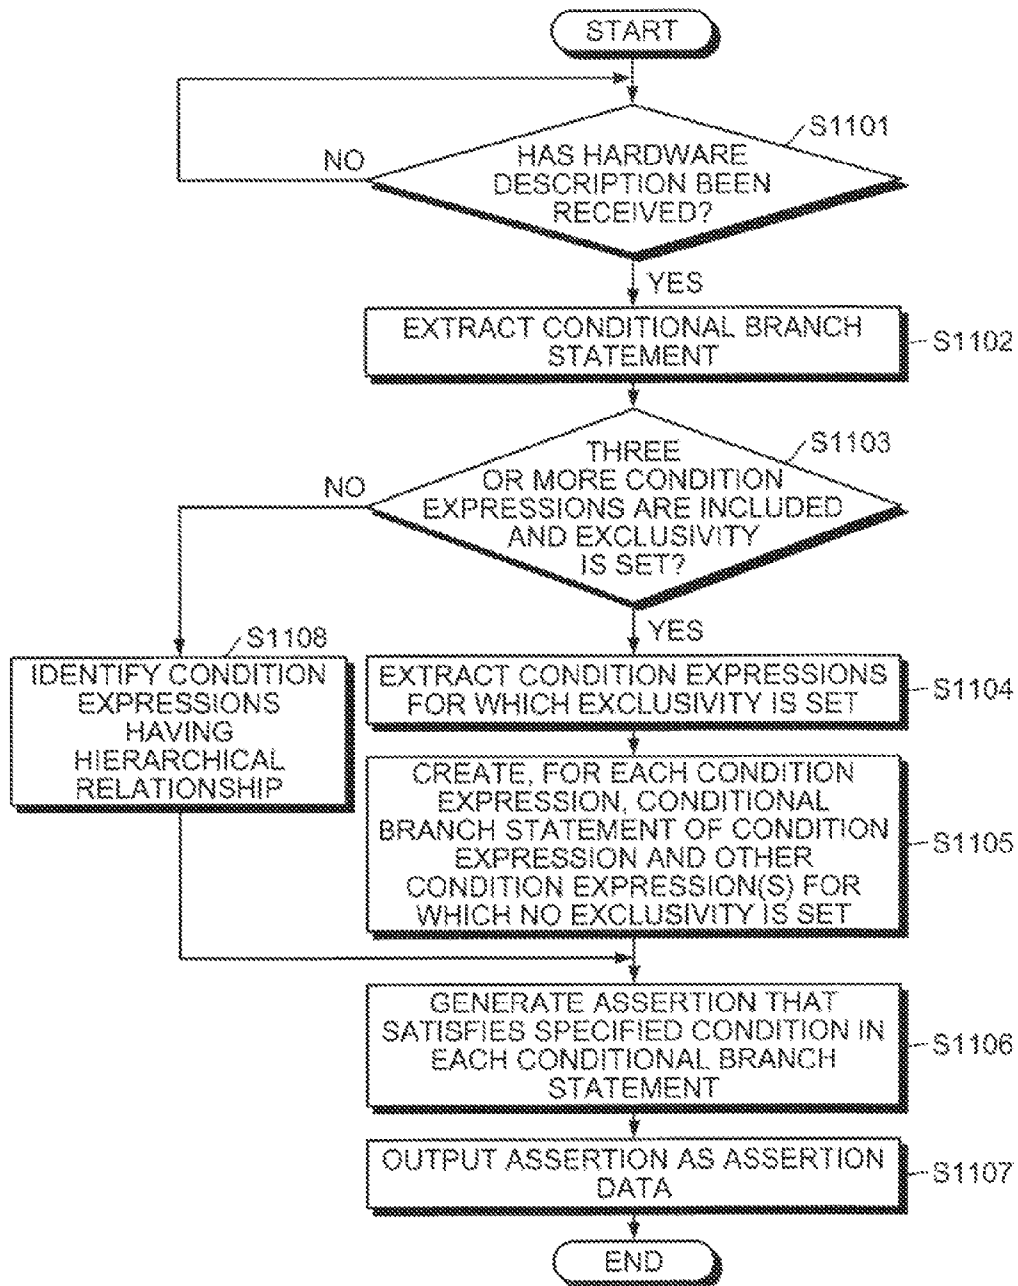 START
S1101
NO
HAS HARDWARE
DESCRIPTION BEEN
RECEIVED?
YES
EXTRACT CONDITIONAL BRANCH
STATEMENT
S1102
S1103
NO
THREE
OR MORE CONDITION
EXPRESSIONS ARE INCLUDED
AND EXCLUSIVITY
IS SET?
YES
S1108
IDENTIFY CONDITION
EXPRESSIONS
HAVING
HIERARCHICAL
RELATIONSHIP
EXTRACT CONDITION EXPRESSIONS
FOR WHICH EXCLUSIVITY IS SET
S1104
CREATE, FOR EACH CONDITION
EXPRESSION, CONDITIONAL
BRANCH STATEMENT OF CONDITION
EXPRESSION AND OTHER
CONDITION EXPRESSION(S) FOR
WHICH NO EXCLUSIVITY IS SET
S1105
GENERATE ASSERTION THAT
SATISFIES SPECIFIED CONDITION IN
EACH CONDITIONAL BRANCH
STATEMENT
S1106
OUTPUT ASSERTION AS ASSERTION
DATA
S1107
END